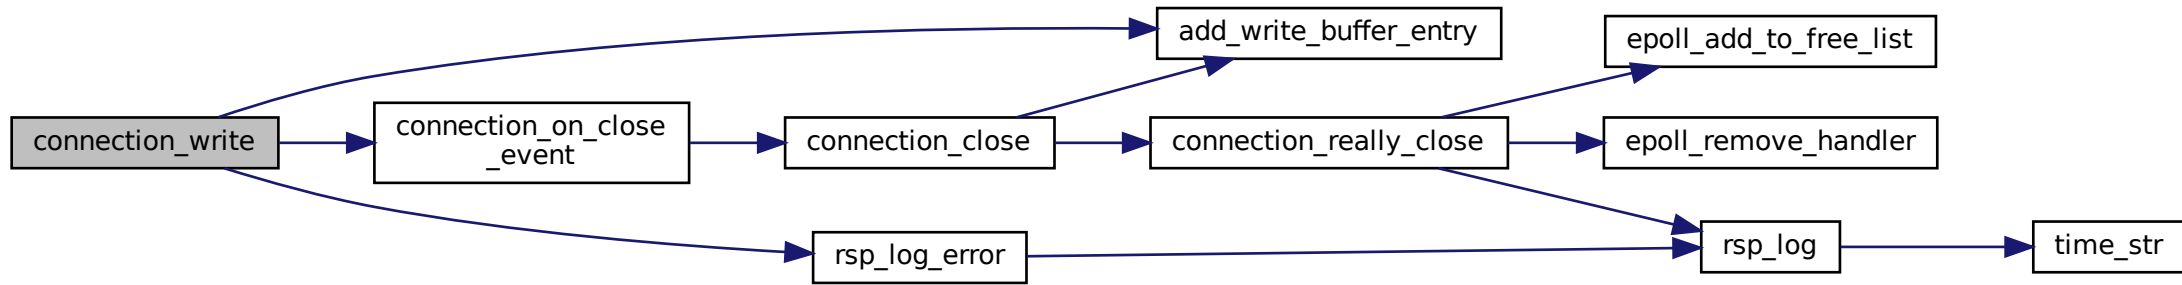 connection_write
connection_on_close
_event
rsp_log_error
connection_close
add_write_buffer_entry
connection_really_close
epoll_add_to_free_list
epoll_remove_handler
rsp_log
time_str